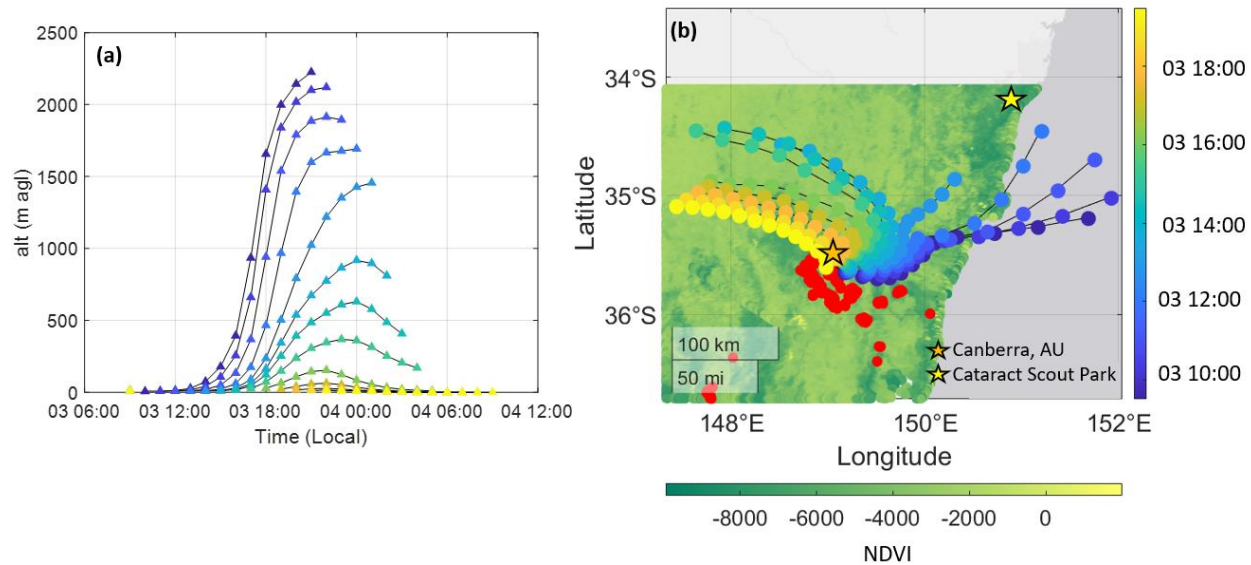 (a)
2500
2000
1500
1000
500
0
alt (m agl)
03 06:00 03 12:00 03 18:00 04 00:00 04 06:00 04 12:00
Time (Local)
(b)
34°S
35°S
36°S
Latitude
100 km
50 mi
Canberra, AU
Cataract Scout Park
148°E 150°E 152°E
Longitude
03 18:00
03 16:00
03 14:00
03 12:00
03 10:00
-8000 -6000 -4000 -2000 0
NDVI